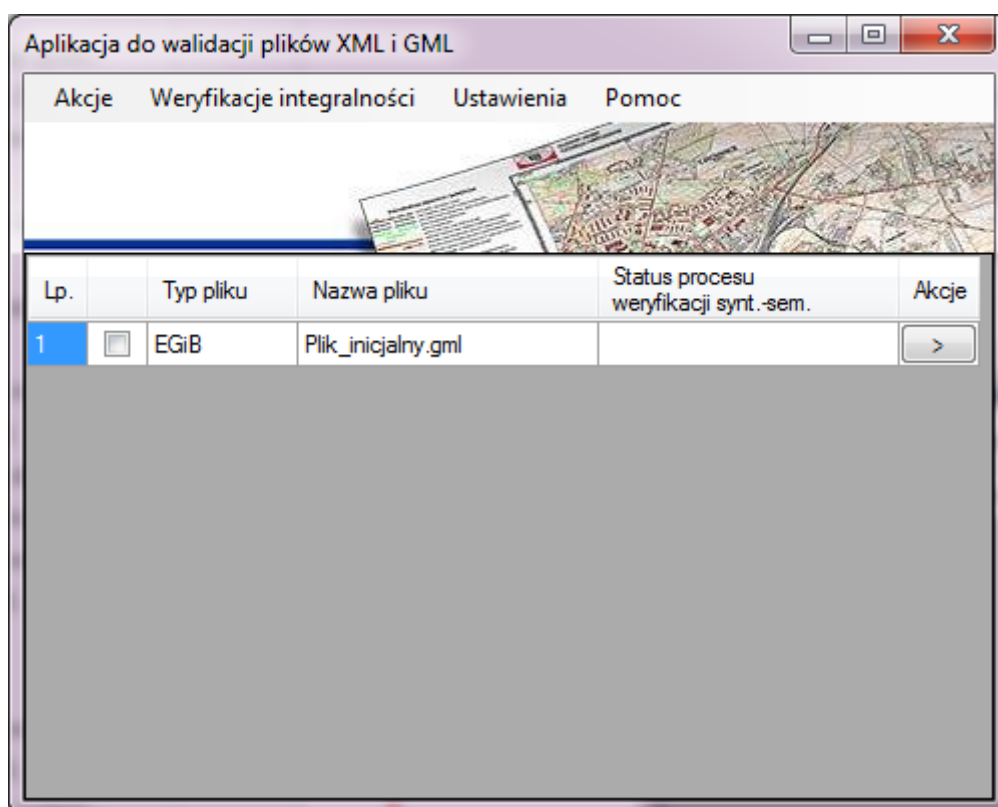 Aplikacja do walidacji plików XML i GML
Akcje Weryfikacje integralności Ustawienia Pomoc
Lp. Typ pliku Nazwa pliku Status procesu
weryfikacji synt.-sem. Akcje
1 EGiB Plik_inicjalny.gml >